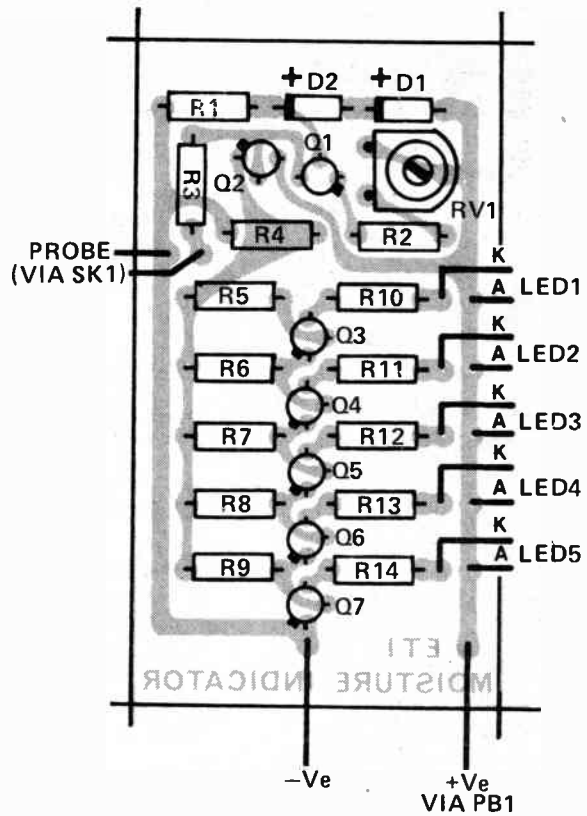 + D2 + D1
R1
Q1
Q2
R3
RV1
R4 R2
PROBE
(VIA SK1)
K
A LED1
R5 R10
Q3
K
A LED2
R6 R11
Q4
K
A LED3
R7 R12
Q5
K
A LED4
R8 R13
Q6
K
A LED5
R9 R14
Q7
ETI
MOISTURE INDICATOR
–Ve +Ve
VIA PB1